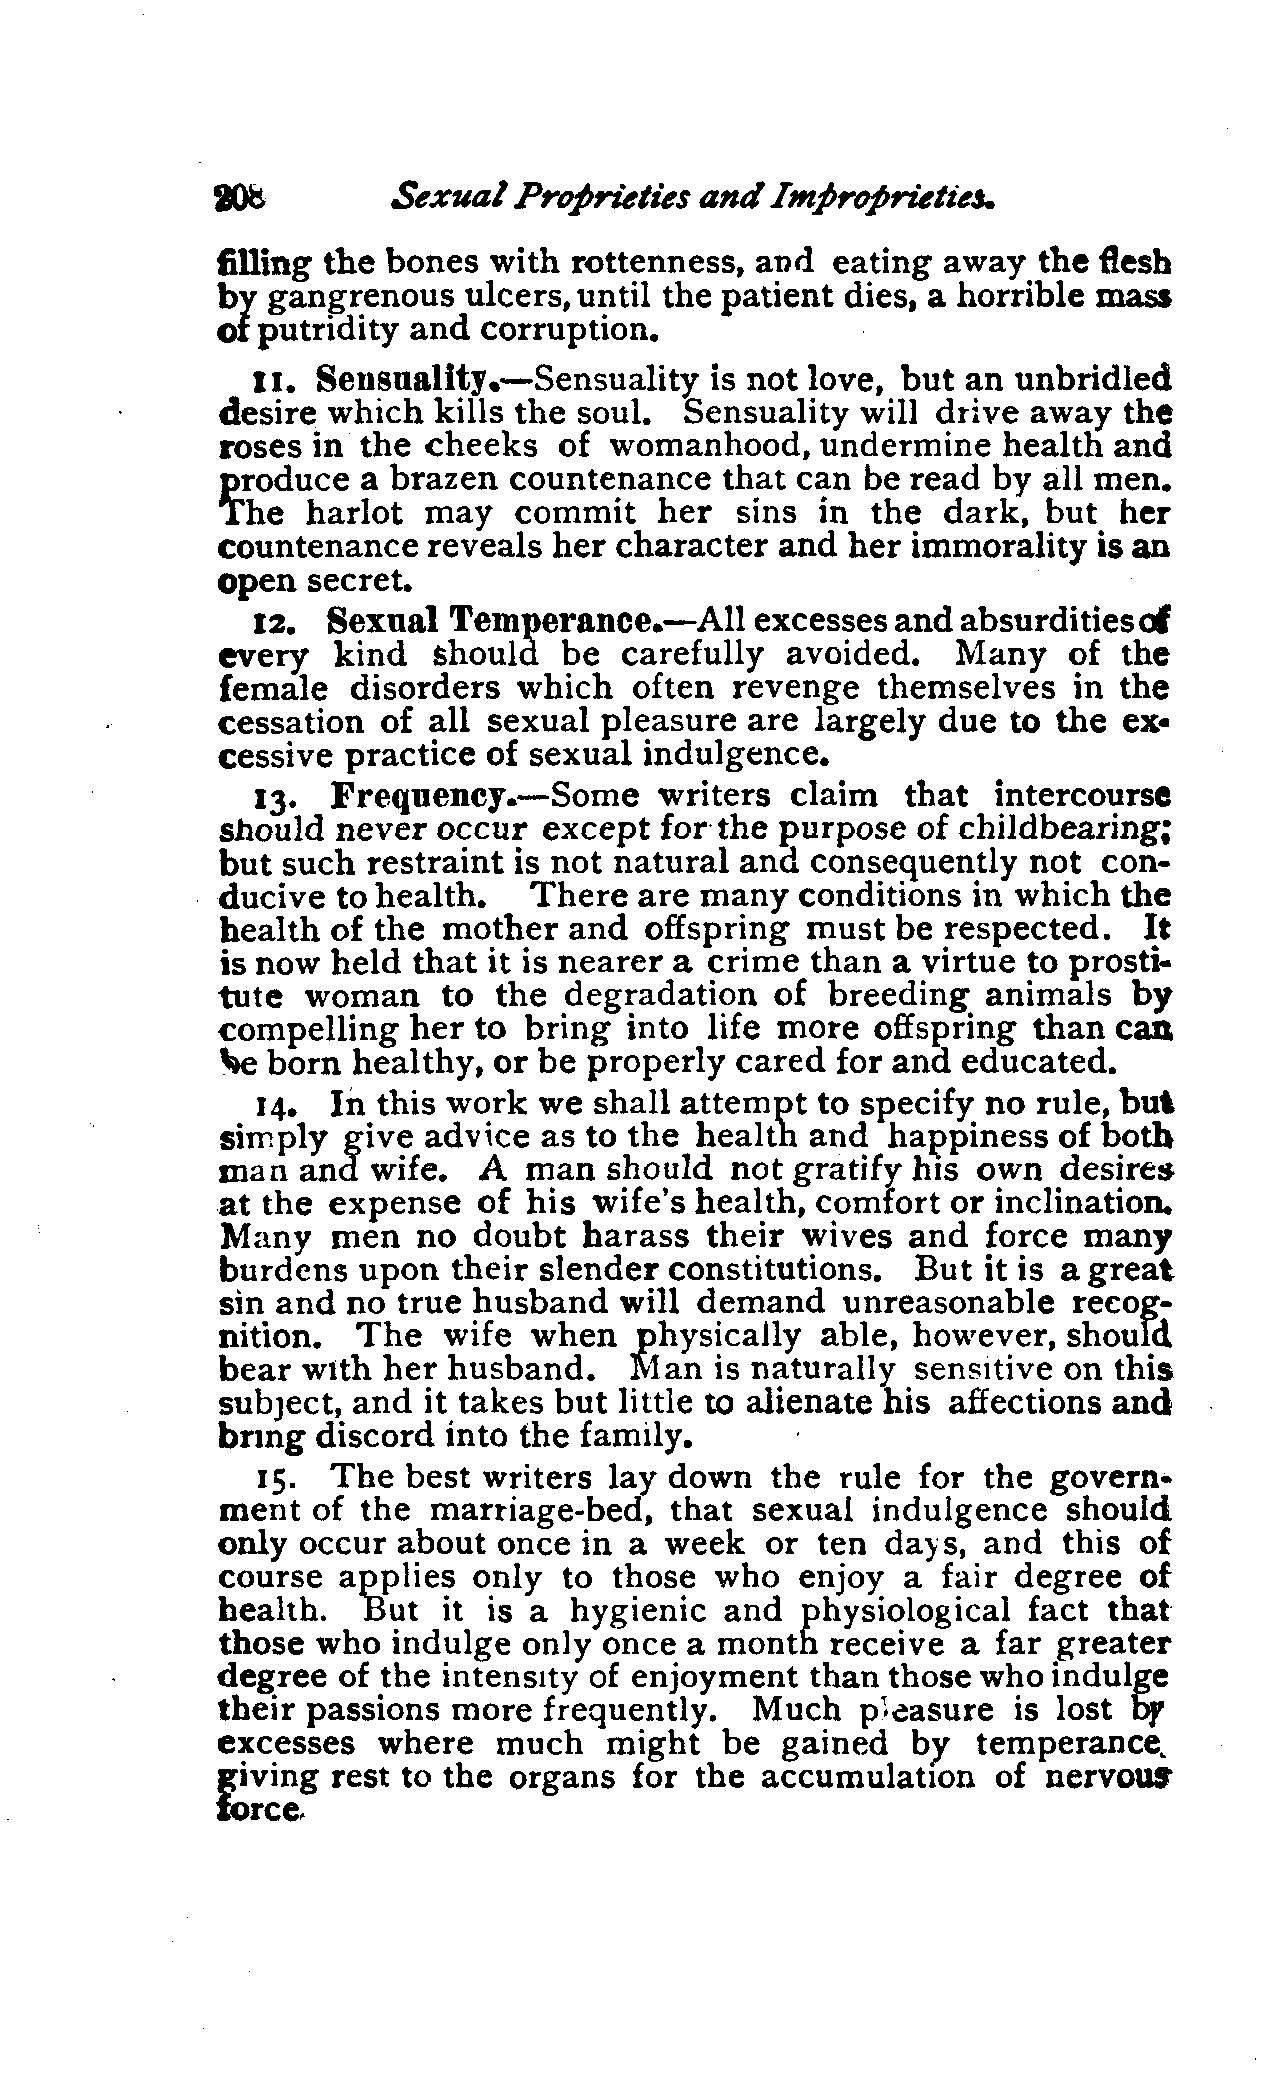 208 Sexual Proprieties and Improprieties.
filling the bones with rottenness, and eating away the flesh
by gangrenous ulcers, until the patient dies, a horrible mass
of putridity and corruption.
11. Sensuality.—Sensuality is not love, but an unbridled
desire which kills the soul. Sensuality will drive away the
roses in the cheeks of womanhood, undermine health and
produce a brazen countenance that can be read by all men.
The harlot may commit her sins in the dark, but her
countenance reveals her character and her immorality is an
open secret.
12. Sexual Temperance.—All excesses and absurdities of
every kind should be carefully avoided. Many of the
female disorders which often revenge themselves in the
cessation of all sexual pleasure are largely due to the ex-
cessive practice of sexual indulgence.
13. Frequency.—Some writers claim that intercourse
should never occur except for the purpose of childbearing;
but such restraint is not natural and consequently not con-
ducive to health. There are many conditions in which the
health of the mother and offspring must be respected. It
is now held that it is nearer a crime than a virtue to prosti-
tute woman to the degradation of breeding animals by
compelling her to bring into life more offspring than can
be born healthy, or be properly cared for and educated.
14. In this work we shall attempt to specify no rule, but
simply give advice as to the health and happiness of both
man and wife. A man should not gratify his own desires
at the expense of his wife's health, comfort or inclination.
Many men no doubt harass their wives and force many
burdens upon their slender constitutions. But it is a great
sin and no true husband will demand unreasonable recog-
nition. The wife when physically able, however, should
bear with her husband. Man is naturally sensitive on this
subject, and it takes but little to alienate his affections and
bring discord into the family.
15. The best writers lay down the rule for the govern-
ment of the marriage-bed, that sexual indulgence should
only occur about once in a week or ten days, and this of
course applies only to those who enjoy a fair degree of
health. But it is a hygienic and physiological fact that
those who indulge only once a month receive a far greater
degree of the intensity of enjoyment than those who indulge
their passions more frequently. Much pleasure is lost by
excesses where much might be gained by temperance,
giving rest to the organs for the accumulation of nervous
force.